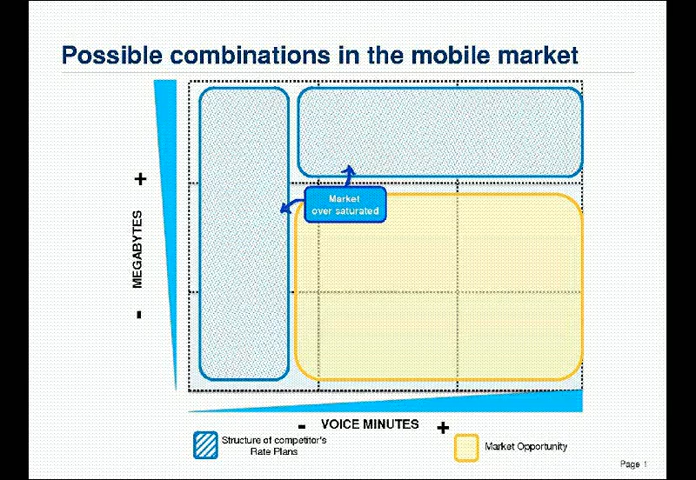 Possible combinations in the mobile market
+
MEGABYTES
-
Market
over saturated
- VOICE MINUTES +
Structure of competitor's
Rate Plans
Market Opportunity
Page 1